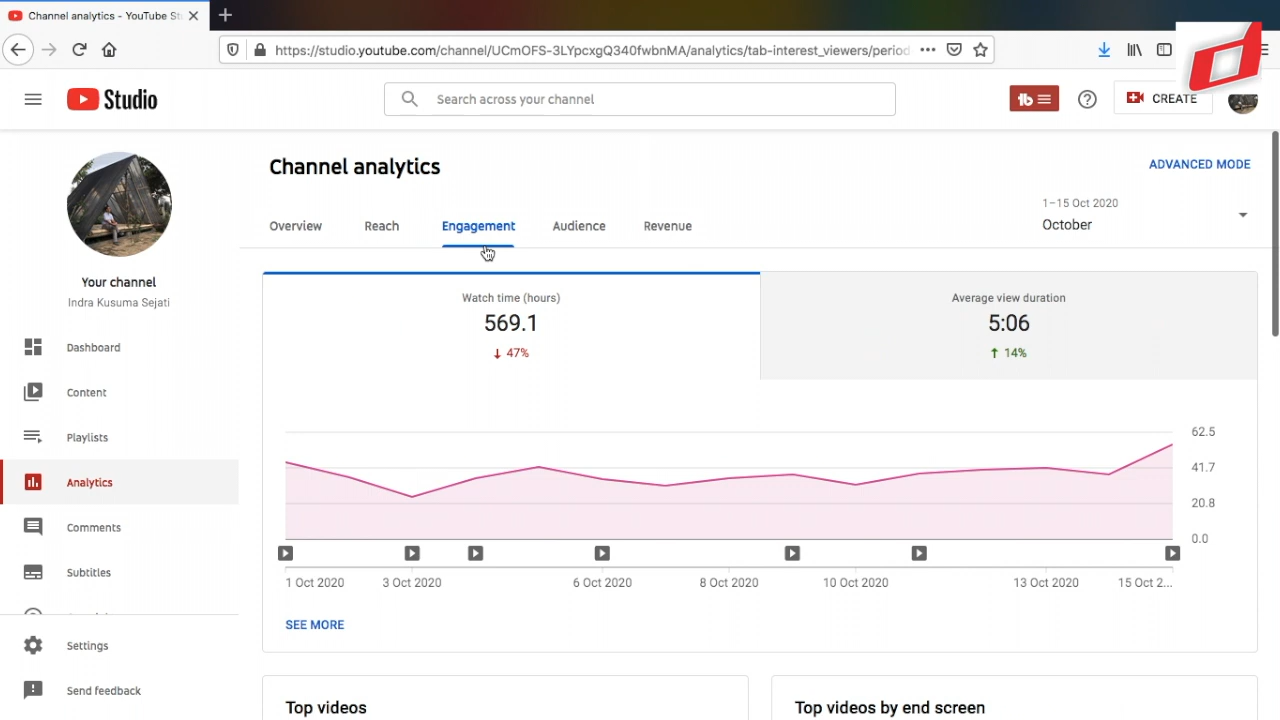 Channel analytics - YouTube St
https://studio.youtube.com/channel/UCmOFS-3LYpcxgQ340fwbnMA/analytics/tab-interest_viewers/period
Studio
Search across your channel
tb
CREATE
Channel analytics
ADVANCED MODE
1–15 Oct 2020
October
Overview
Reach
Engagement
Audience
Revenue
Your channel
Indra Kusuma Sejati
Dashboard
Content
Playlists
Analytics
Comments
Subtitles
Settings
Send feedback
Watch time (hours)
569.1
↓ 47%
Average view duration
5:06
↑ 14%
62.5
41.7
20.8
0.0
1 Oct 2020
3 Oct 2020
6 Oct 2020
8 Oct 2020
10 Oct 2020
13 Oct 2020
15 Oct 2...
SEE MORE
Top videos
Top videos by end screen